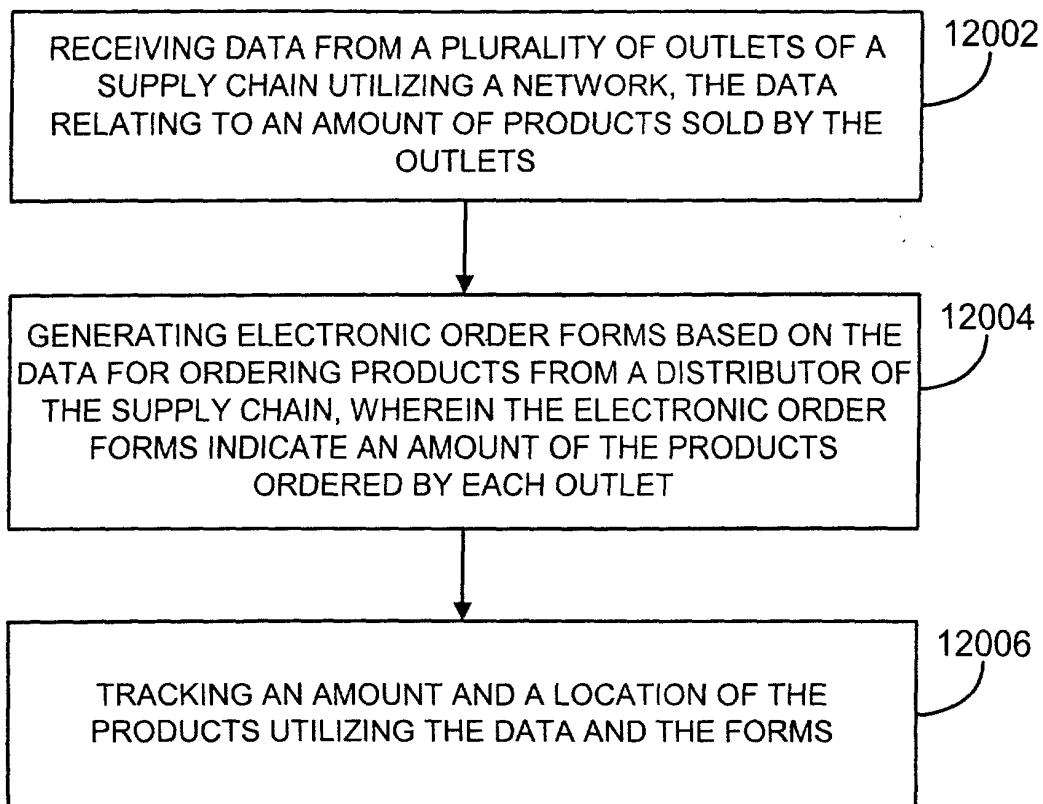 12002
RECEIVING DATA FROM A PLURALITY OF OUTLETS OF A
SUPPLY CHAIN UTILIZING A NETWORK, THE DATA
RELATING TO AN AMOUNT OF PRODUCTS SOLD BY THE
OUTLETS
12004
GENERATING ELECTRONIC ORDER FORMS BASED ON THE
DATA FOR ORDERING PRODUCTS FROM A DISTRIBUTOR OF
THE SUPPLY CHAIN, WHEREIN THE ELECTRONIC ORDER
FORMS INDICATE AN AMOUNT OF THE PRODUCTS
ORDERED BY EACH OUTLET
12006
TRACKING AN AMOUNT AND A LOCATION OF THE
PRODUCTS UTILIZING THE DATA AND THE FORMS